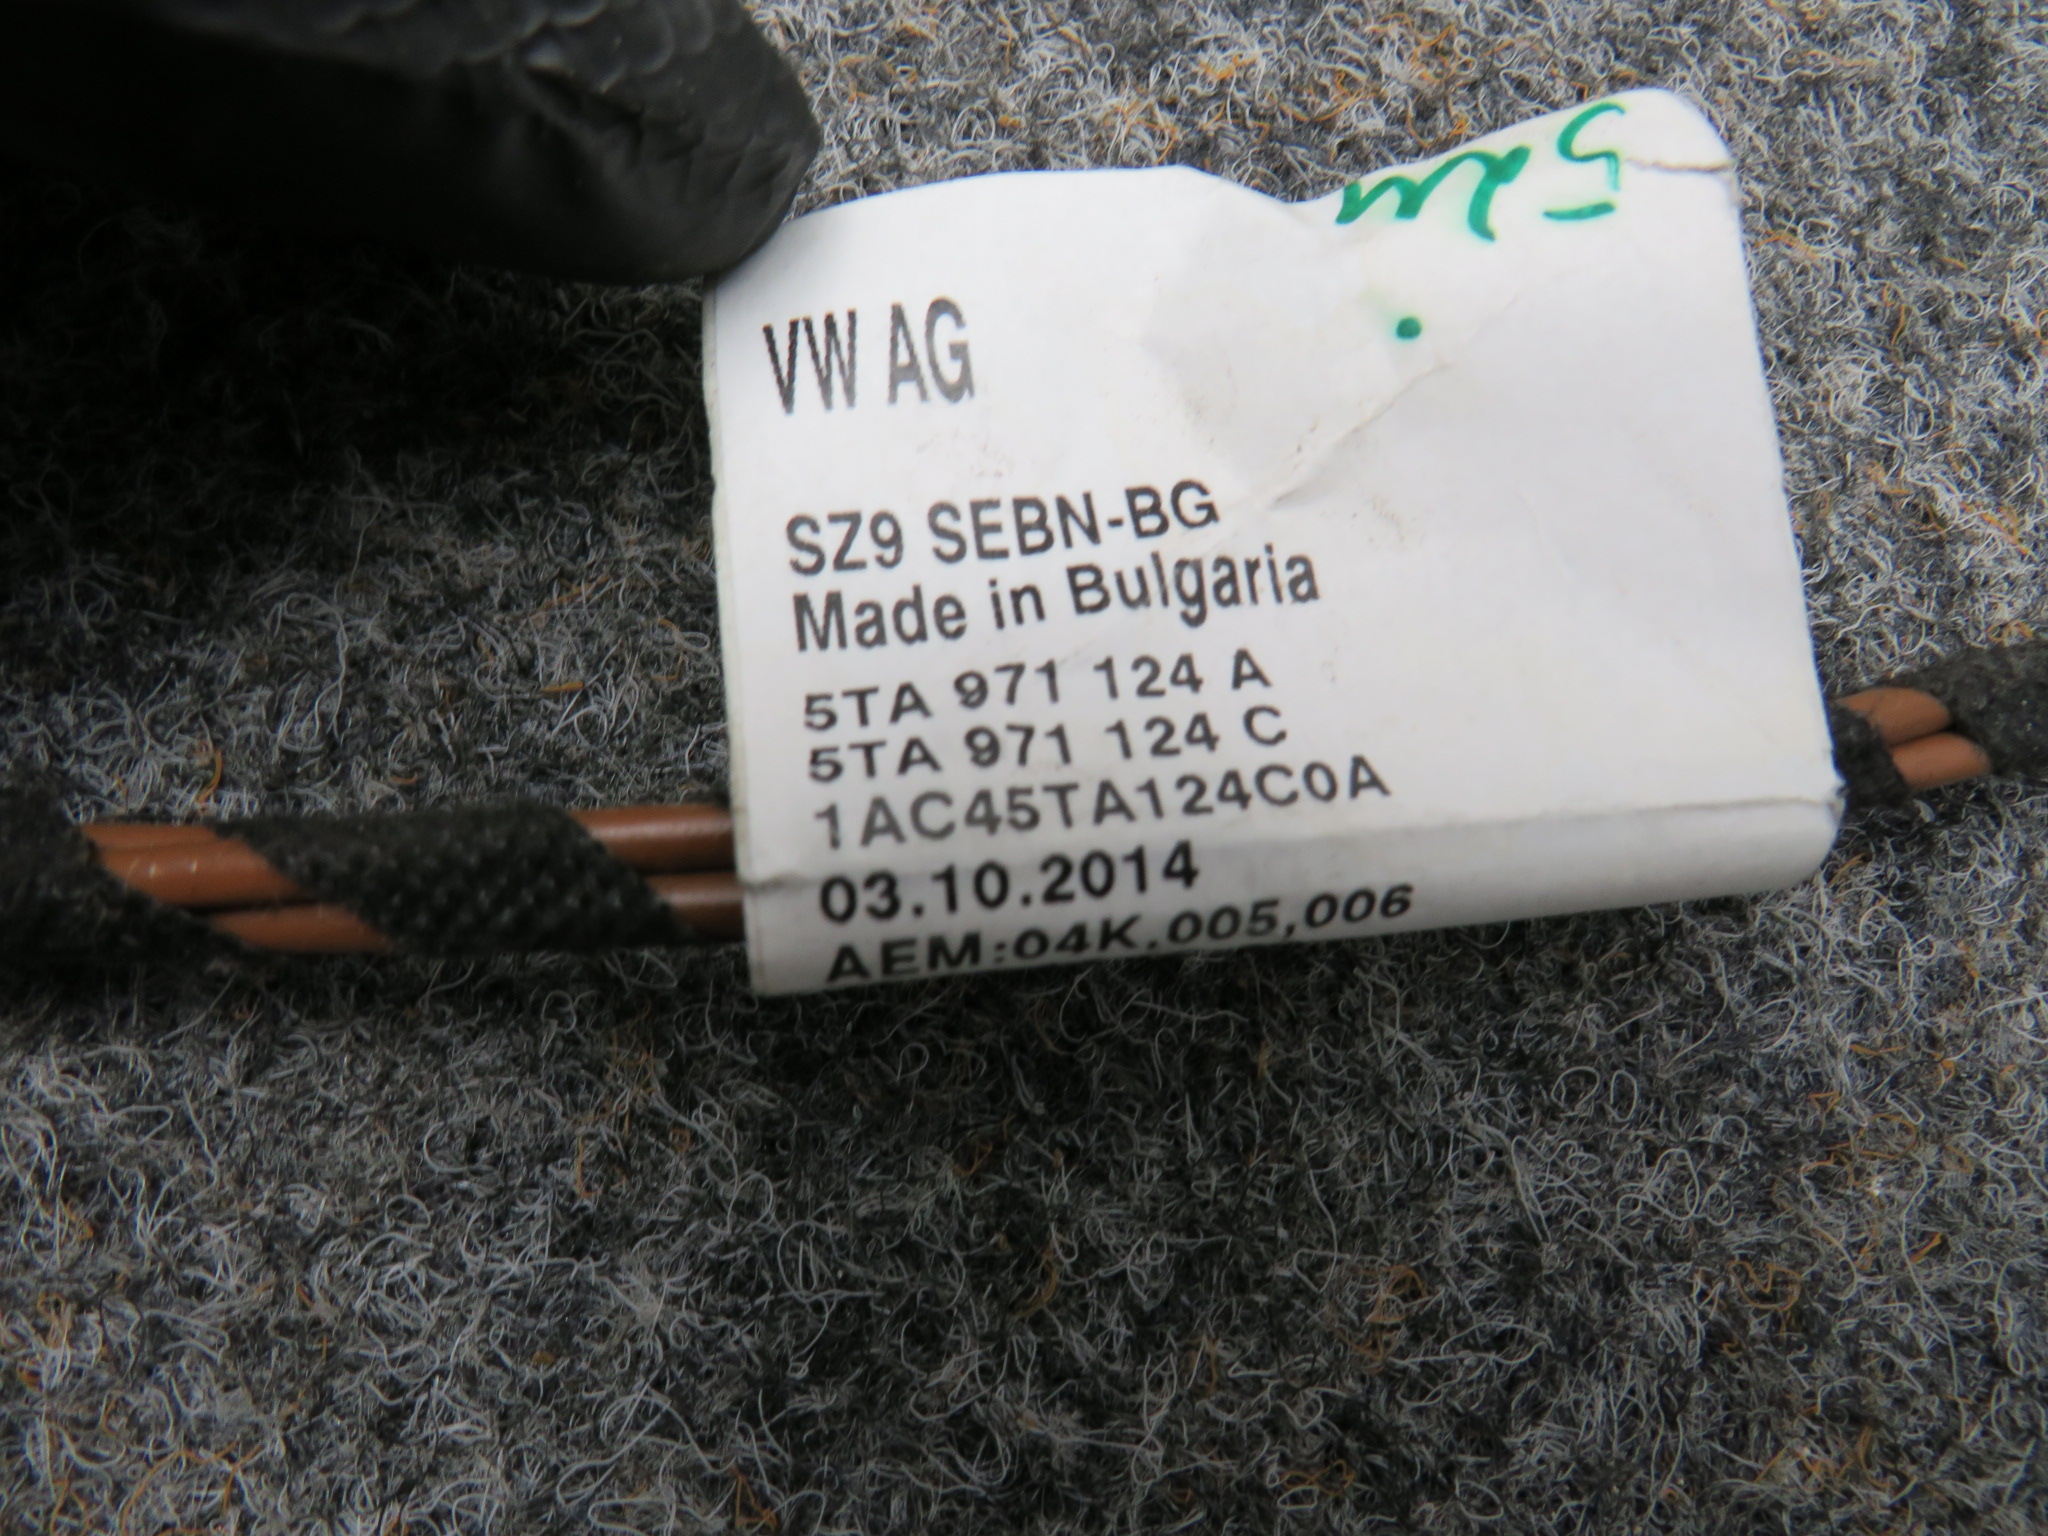 VW AG
SZ9 SEBN-BG
Made in Bulgaria
5TA 971 124 A
5TA 971 124 C
1AC45TA124C0A
03.10.2014
AEM:04K,005,006